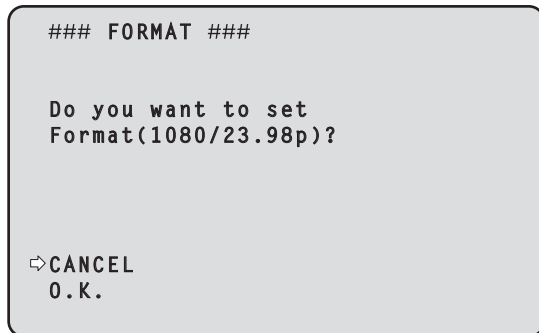 ### FORMAT ###
Do you want to set
Format(1080/23.98p)?
⇨CANCEL
O.K.